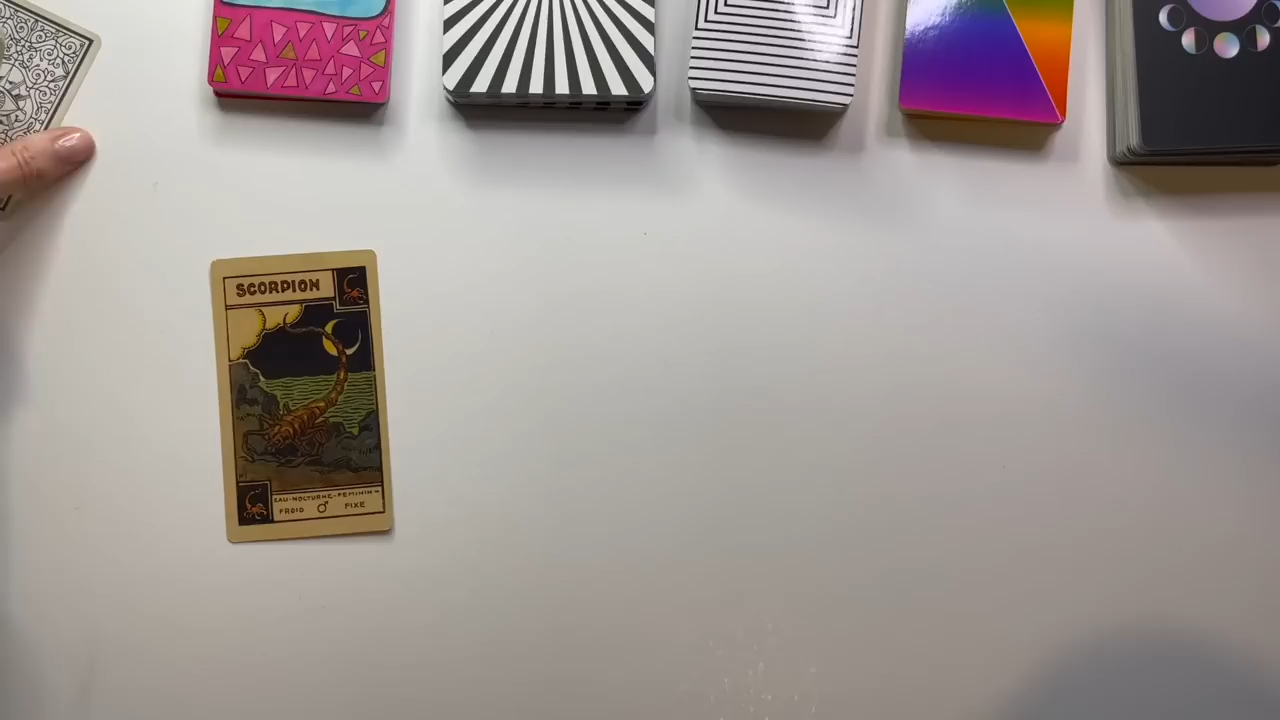 SCORPION
EAU-NOCTURNE-FEMININ-
FROID ♂ FIXE